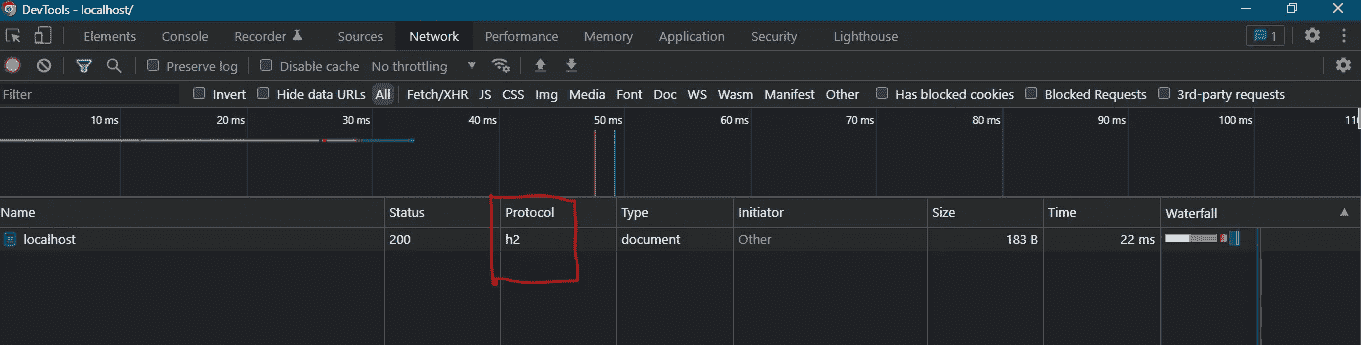 DevTools - localhost/
Elements Console Recorder Sources Network Performance Memory Application Security Lighthouse 1
Preserve log Disable cache No throttling
Filter Invert Hide data URLs All Fetch/XHR JS CSS Img Media Font Doc WS Wasm Manifest Other Has blocked cookies Blocked Requests 3rd-party requests
10 ms 20 ms 30 ms 40 ms 50 ms 60 ms 70 ms 80 ms 90 ms 100 ms
Name Status Protocol Type Initiator Size Time Waterfall
localhost 200 h2 document Other 183 B 22 ms